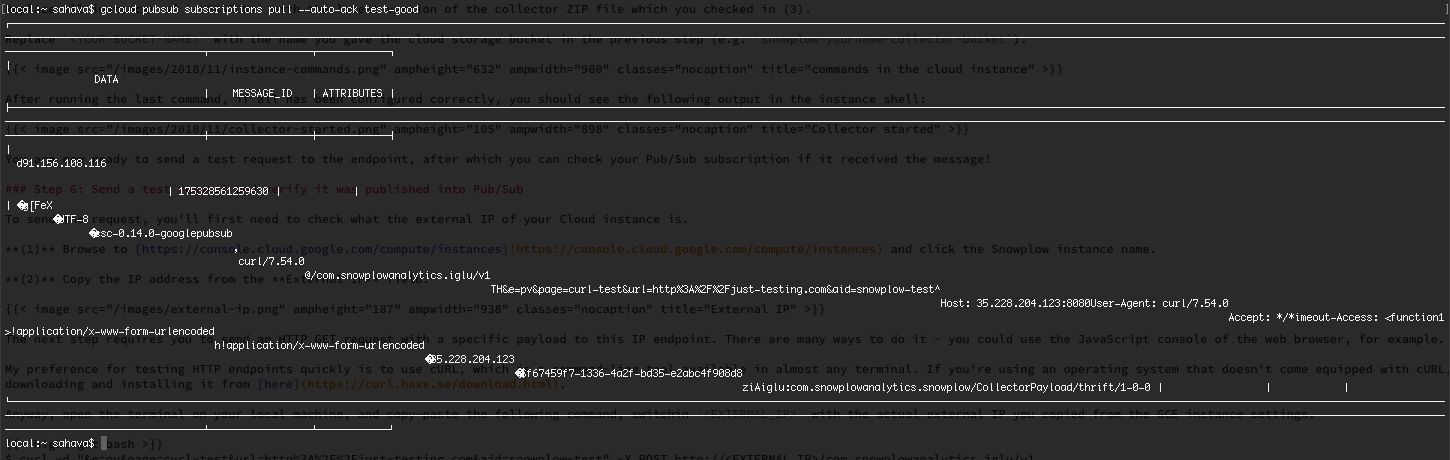 local:~ sahava$ gcloud pubsub subscriptions pull --auto-ack test-good on of the collector ZIP file which you checked in (3).
Replace `<YOUR BUCKET NAME>` with the name you gave the cloud storage bucket in the previous step (e.g. `snowplow-yourname-collector-bucket`).
{{< image src="/images/2018/11/instance-commands.png" ampheight="632" ampwidth="900" classes="nocaption" title="commands in the cloud instance" >}}
DATA
| MESSAGE_ID | ATTRIBUTES |
After running the last command, if all has been configured correctly, you should see the following output in the instance shell:
{{< image src="/images/2018/11/collector-started.png" ampheight="105" ampwidth="898" classes="nocaption" title="Collector started" >}}
dy to send a test request to the endpoint, after which you can check your Pub/Sub subscription if it received the message!
d91.156.108.116
### Step 6: Send a test rify it was published into Pub/Sub
| 175328561259630 | |
| �g[FeX
�UTF-8
To send request, you'll first need to check what the external IP of your Cloud instance is.
�ssc-0.14.0-googlepubsub
**(1)** Browse to [https://console.cloud.google.com/compute/instances](https://console.cloud.google.com/compute/instances) and click the Snowplow instance name.
curl/7.54.0
@/com.snowplowanalytics.iglu/v1
**(2)** Copy the IP address from the **External IP** field.
TH&e=pv&page=curl-test&url=http%3A%2F%2Fjust-testing.com&aid=snowplow-test^
Host: 35.228.204.123:8080User-Agent: curl/7.54.0
{{< image src="/images/external-ip.png" ampheight="187" ampwidth="938" classes="nocaption" title="External IP" >}}
Accept: */*imeout-Access: <function1
>!application/x-www-form-urlencoded
The next step requires you to send an HTTP GET request with a specific payload to this IP endpoint. There are many ways to do it - you could use the JavaScript console of the web browser, for example.
h!application/x-www-form-urlencoded
�35.228.204.123
My preference for testing HTTP endpoints quickly is to use cURL, which in almost any terminal. If you're using an operating system that doesn't come equipped with cURL,
�$f67459f7-1336-4a2f-bd35-e2abc4f908d8
downloading and installing it from [here](https://curl.haxx.se/download.html).
ziAiglu:com.snowplowanalytics.snowplow/CollectorPayload/thrift/1-0-0 | | |
Anyway, open the terminal on your local machine, and copy-paste the following command, switchin `<EXTERNAL_IP>` with the actual external IP you copied from the GCE instance settings.
local:~ sahava$ bash >}}
$ curl -d "&e=pv&page=curl-test&url=http%3A%2F%2Fjust-testing.com&aid=snowplow-test" -X POST http://<EXTERNAL_IP>/com.snowplowanalytics.iglu/v1